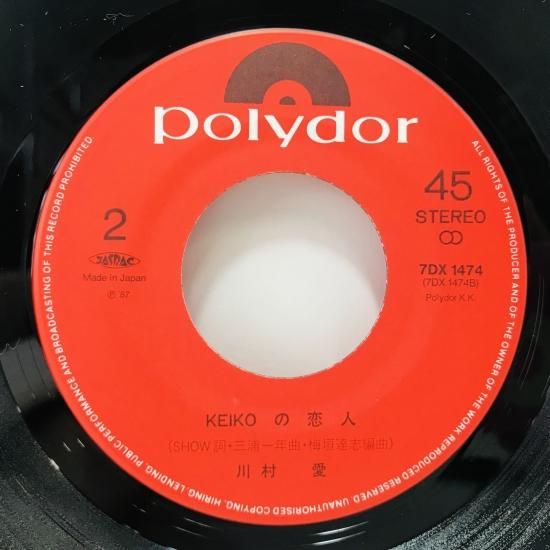 polydor
2
JASRAC
Made in Japan
℗ '87
45
STEREO
7DX 1474
(7DX 1474B)
Polydor K.K.
KEIKO の 恋 人
(SHOW詞・三浦一年曲・梅垣達志編曲)
川 村 愛
ALL RIGHTS OF THE PRODUCER AND OF THE OWNER OF THE WORK REPRODUCED RESERVED. UNAUTHORISED COPYING, HIRING, LENDING, PUBLIC PERFORMANCE AND BROADCASTING OF THIS RECORD PROHIBITED